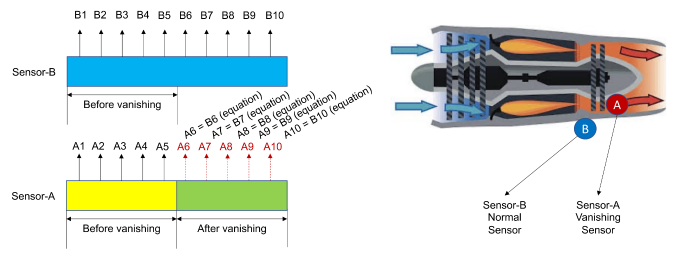 B1 B2 B3 B4 B5 B6 B7 B8 B9 B10
Sensor-B
Before vanishing
A6 = B6 (equation)
A7 = B7 (equation)
A8 = B8 (equation)
A9 = B9 (equation)
A10 = B10 (equation)
A1 A2 A3 A4 A5 A6 A7 A8 A9 A10
Sensor-A
Before vanishing
After vanishing
A
B
Sensor-B
Normal
Sensor
Sensor-A
Vanishing
Sensor